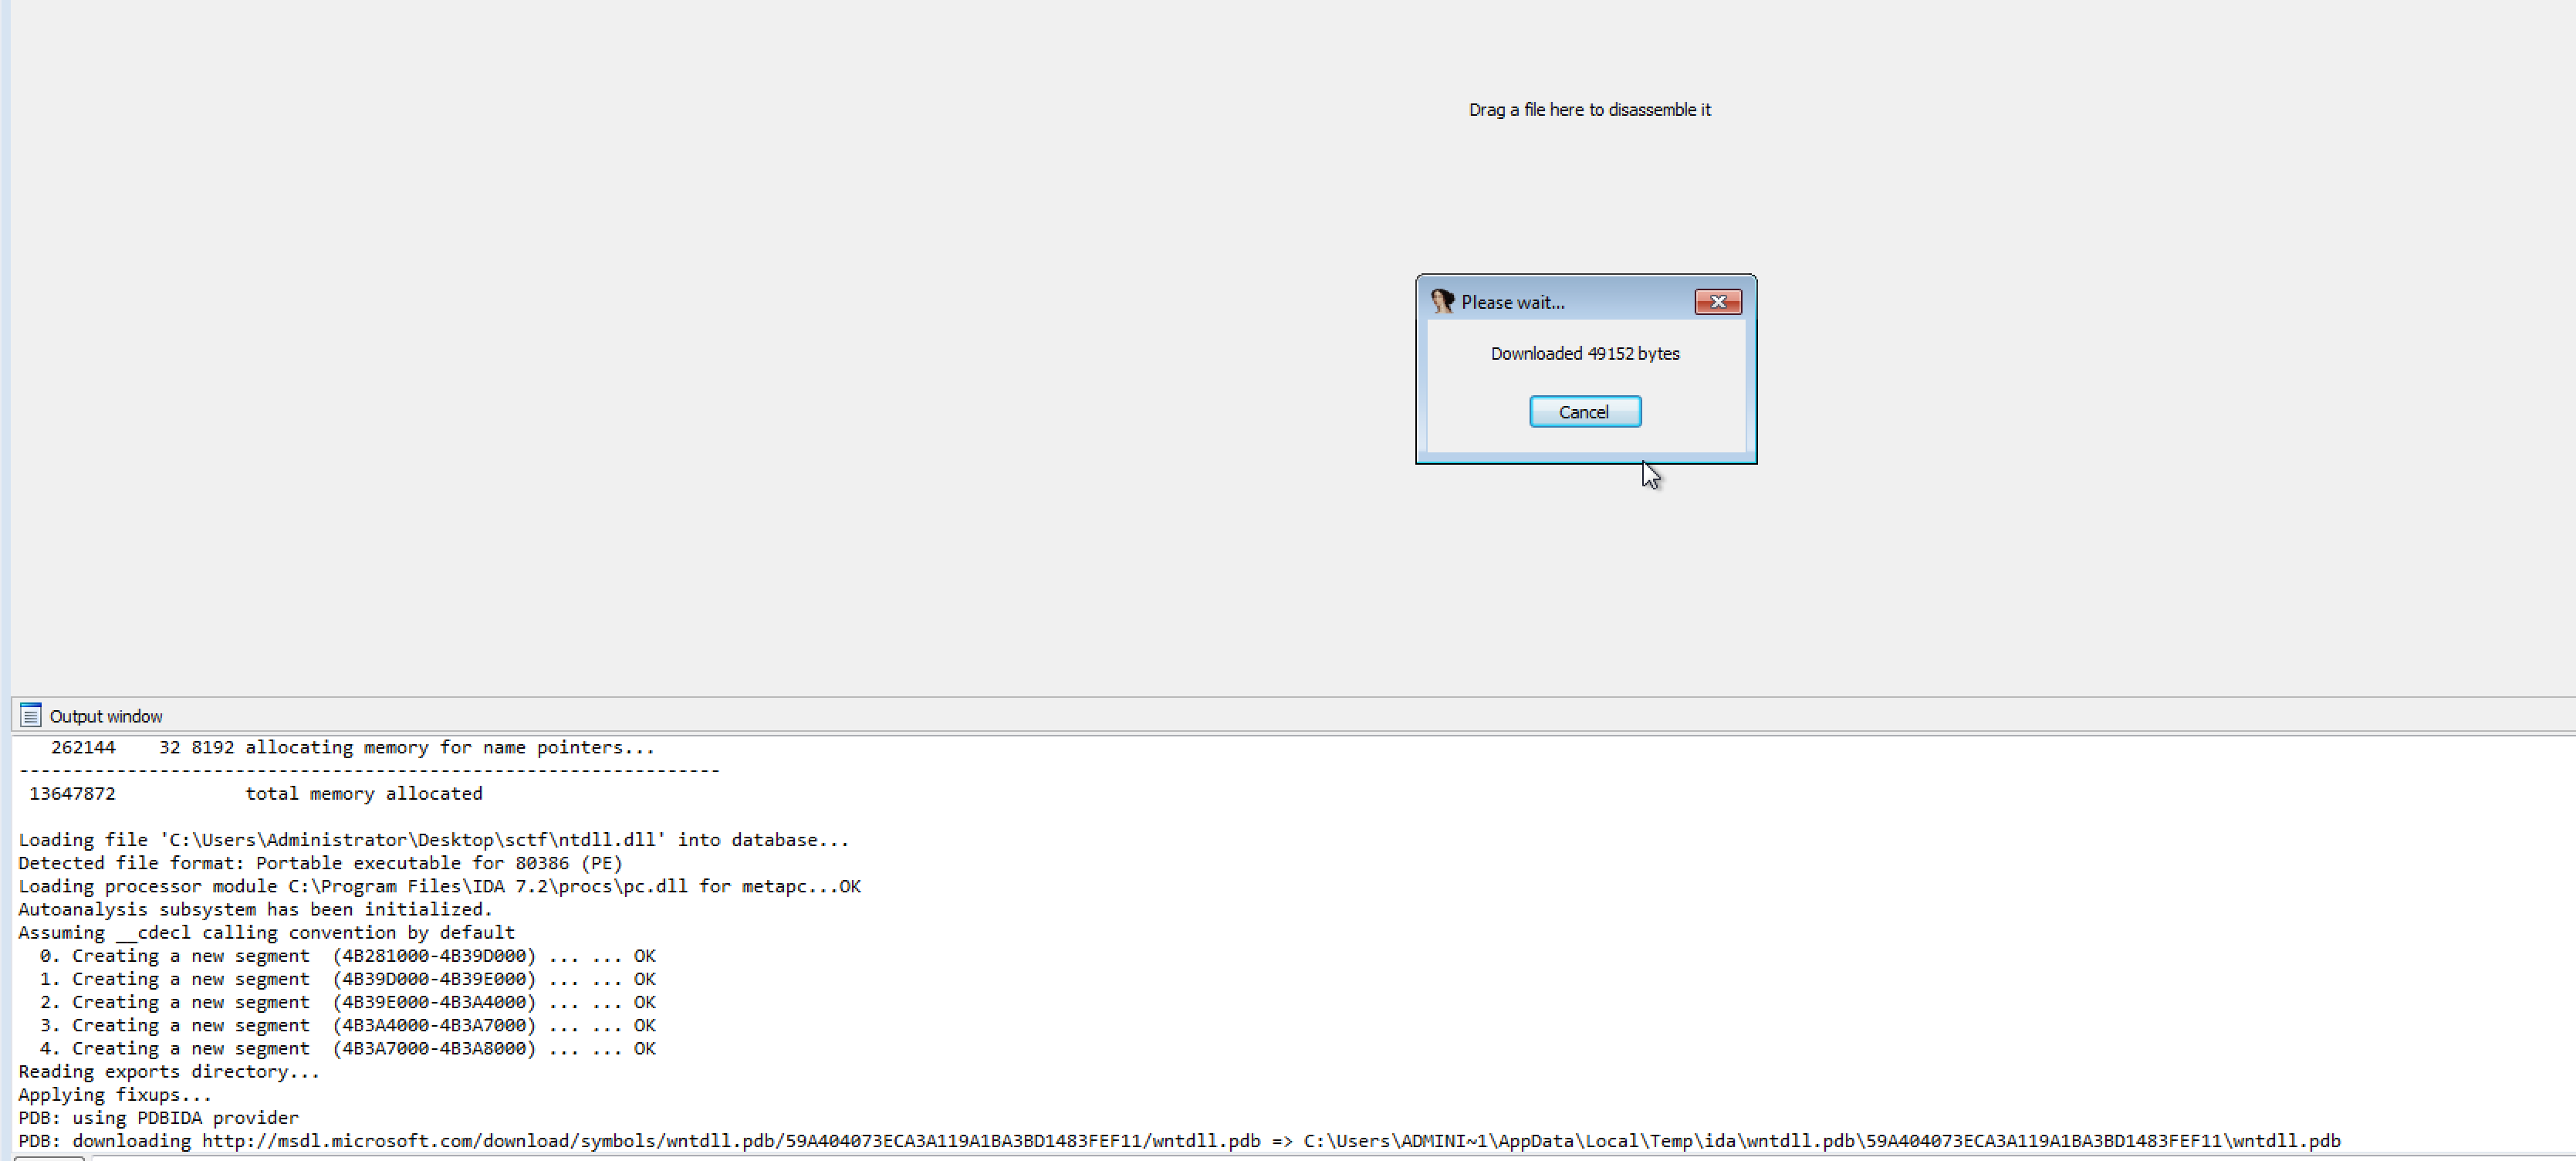 Drag a file here to disassemble it
Please wait...
Downloaded 49152 bytes
Cancel
Output window
262144    32 8192 allocating memory for name pointers...
-----------------------------------------------------------------
13647872            total memory allocated
Loading file 'C:\Users\Administrator\Desktop\sctf\ntdll.dll' into database...
Detected file format: Portable executable for 80386 (PE)
Loading processor module C:\Program Files\IDA 7.2\procs\pc.dll for metapc...OK
Autoanalysis subsystem has been initialized.
Assuming __cdecl calling convention by default
0. Creating a new segment  (4B281000-4B39D000) ... ... OK
1. Creating a new segment  (4B39D000-4B39E000) ... ... OK
2. Creating a new segment  (4B39E000-4B3A4000) ... ... OK
3. Creating a new segment  (4B3A4000-4B3A7000) ... ... OK
4. Creating a new segment  (4B3A7000-4B3A8000) ... ... OK
Reading exports directory...
Applying fixups...
PDB: using PDBIDA provider
PDB: downloading http://msdl.microsoft.com/download/symbols/wntdll.pdb/59A404073ECA3A119A1BA3BD1483FEF11/wntdll.pdb => C:\Users\ADMINI~1\AppData\Local\Temp\ida\wntdll.pdb\59A404073ECA3A119A1BA3BD1483FEF11\wntdll.pdb